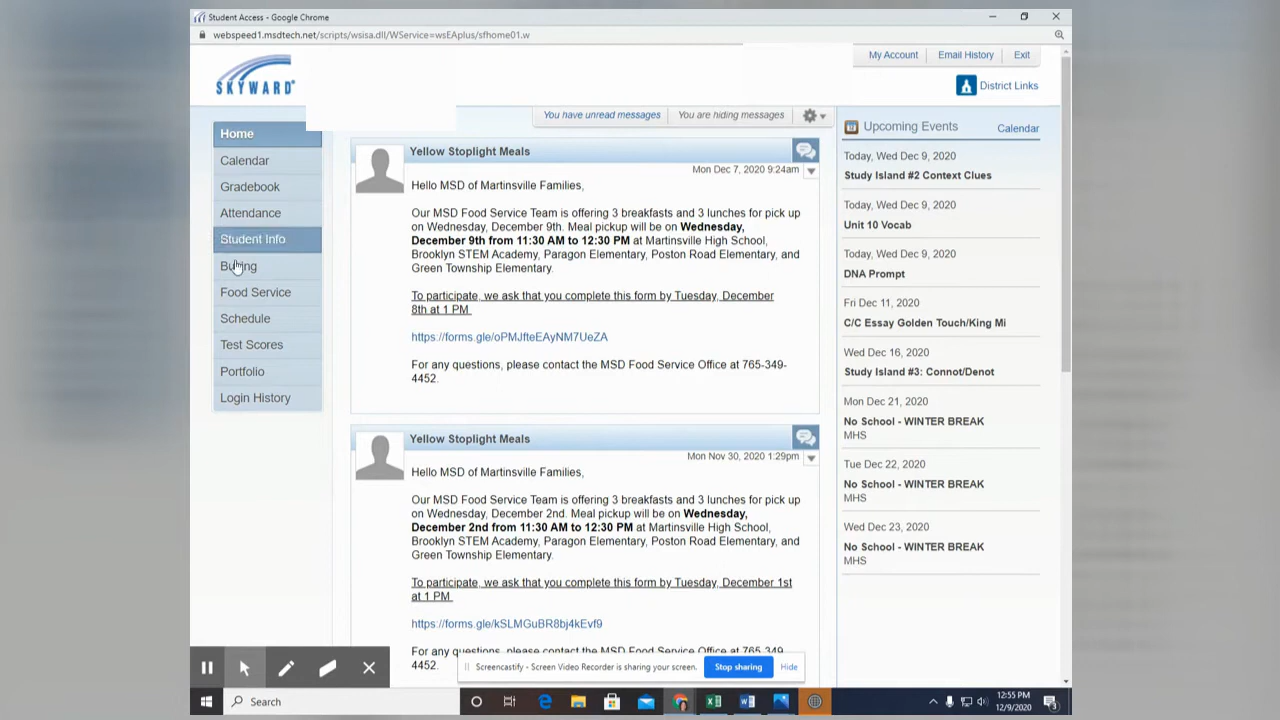 Student Access - Google Chrome
webspeed1.msdtech.net/scripts/wsisa.dll/WService=wsEAplus/sfhome01.w
SKYWARD
My Account
Email History
Exit
District Links
You have unread messages
You are hiding messages
Home
Calendar
Gradebook
Attendance
Student Info
Food Service
Schedule
Test Scores
Portfolio
Login History
Yellow Stoplight Meals
Mon Dec 7, 2020 9:24am
Hello MSD of Martinsville Families,
Our MSD Food Service Team is offering 3 breakfasts and 3 lunches for pick up
on Wednesday, December 9th. Meal pickup will be on Wednesday,
December 9th from 11:30 AM to 12:30 PM at Martinsville High School,
Brooklyn STEM Academy, Paragon Elementary, Poston Road Elementary, and
Green Township Elementary.
To participate, we ask that you complete this form by Tuesday, December
8th at 1 PM.
https://forms.gle/oPMJfteEAyNM7UeZA
For any questions, please contact the MSD Food Service Office at 765-349-
4452.
Yellow Stoplight Meals
Mon Nov 30, 2020 1:29pm
Hello MSD of Martinsville Families,
Our MSD Food Service Team is offering 3 breakfasts and 3 lunches for pick up
on Wednesday, December 2nd. Meal pickup will be on Wednesday,
December 2nd from 11:30 AM to 12:30 PM at Martinsville High School,
Brooklyn STEM Academy, Paragon Elementary, Poston Road Elementary, and
Green Township Elementary.
To participate, we ask that you complete this form by Tuesday, December 1st
at 1 PM.
https://forms.gle/kSLMGuBR8bj4kEvf9
For any questions, please contact the MSD Food Service Office at 765-349-
4452.
Upcoming Events
Calendar
Today, Wed Dec 9, 2020
Study Island #2 Context Clues
Today, Wed Dec 9, 2020
Unit 10 Vocab
Today, Wed Dec 9, 2020
DNA Prompt
Fri Dec 11, 2020
C/C Essay Golden Touch/King Mi
Wed Dec 16, 2020
Study Island #3: Connot/Denot
Mon Dec 21, 2020
No School - WINTER BREAK
MHS
Tue Dec 22, 2020
No School - WINTER BREAK
MHS
Wed Dec 23, 2020
No School - WINTER BREAK
MHS
Screencastify - Screen Video Recorder is sharing your screen.
Stop sharing
Hide
Search
12:55 PM
12/9/2020
3